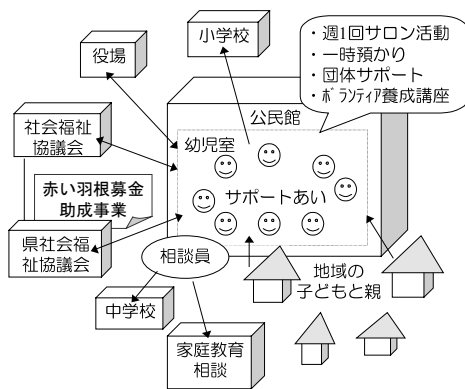 小学校
・週1回サロン活動
・一時預かり
・団体サポート
・ﾎﾞﾗﾝﾃｨｱ養成講座
役場
公民館
社会福祉
協議会
幼児室
サポートあい
赤い羽根募金
助成事業
県社会福
祉協議会
相談員
地域の
子どもと親
中学校
家庭教育
相談